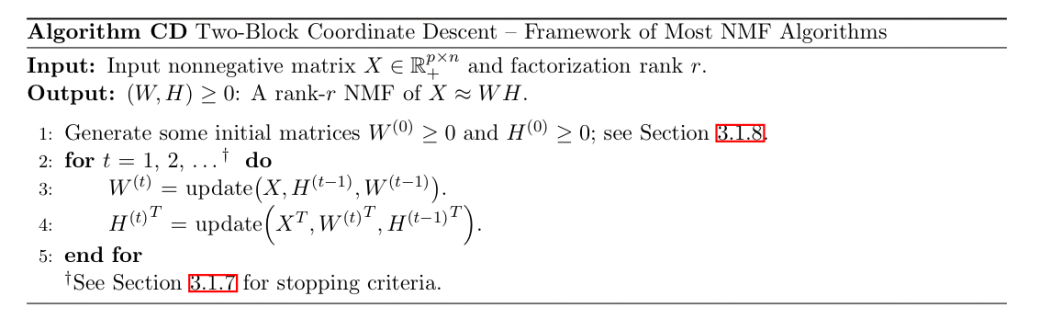 Algorithm CD Two-Block Coordinate Descent – Framework of Most NMF Algorithms
Input: Input nonnegative matrix $X \in \mathbb{R}_+^{p \times n}$ and factorization rank $r$.
Output: $(W, H) \geq 0$: A rank-$r$ NMF of $X \approx WH$.
1: Generate some initial matrices $W^{(0)} \geq 0$ and $H^{(0)} \geq 0$; see Section 3.1.8.
2: for $t = 1, 2, \ldots^\dagger$ do
3: $W^{(t)} = \text{update}\left(X, H^{(t-1)}, W^{(t-1)}\right)$.
4: $H^{(t)^T} = \text{update}\left(X^T, W^{(t)^T}, H^{(t-1)^T}\right)$.
5: end for
$^\dagger$See Section 3.1.7 for stopping criteria.